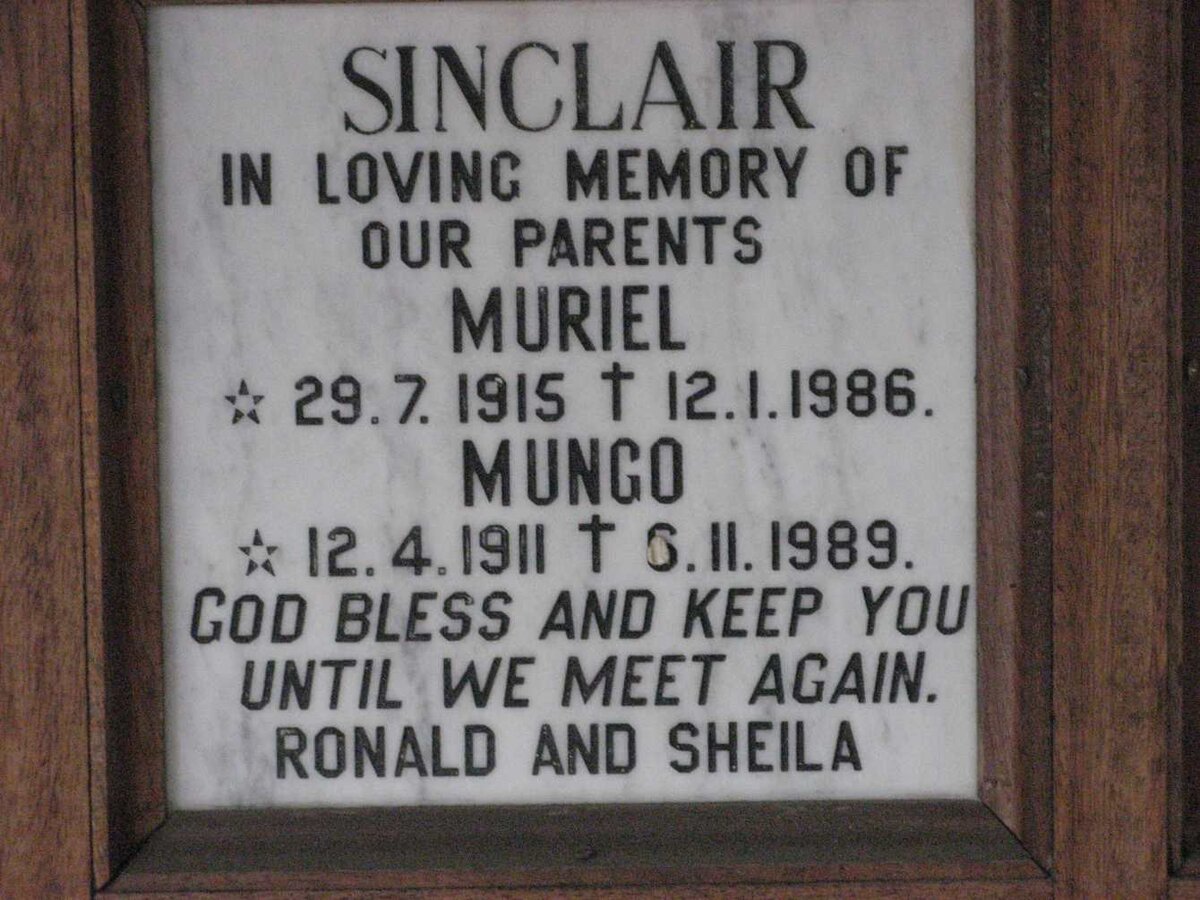 SINCLAIR
IN LOVING MEMORY OF
OUR PARENTS
MURIEL
☆ 29.7.1915 † 12.1.1986.
MUNGO
☆ 12.4.1911 † 6.11.1989.
GOD BLESS AND KEEP YOU
UNTIL WE MEET AGAIN.
RONALD AND SHEILA